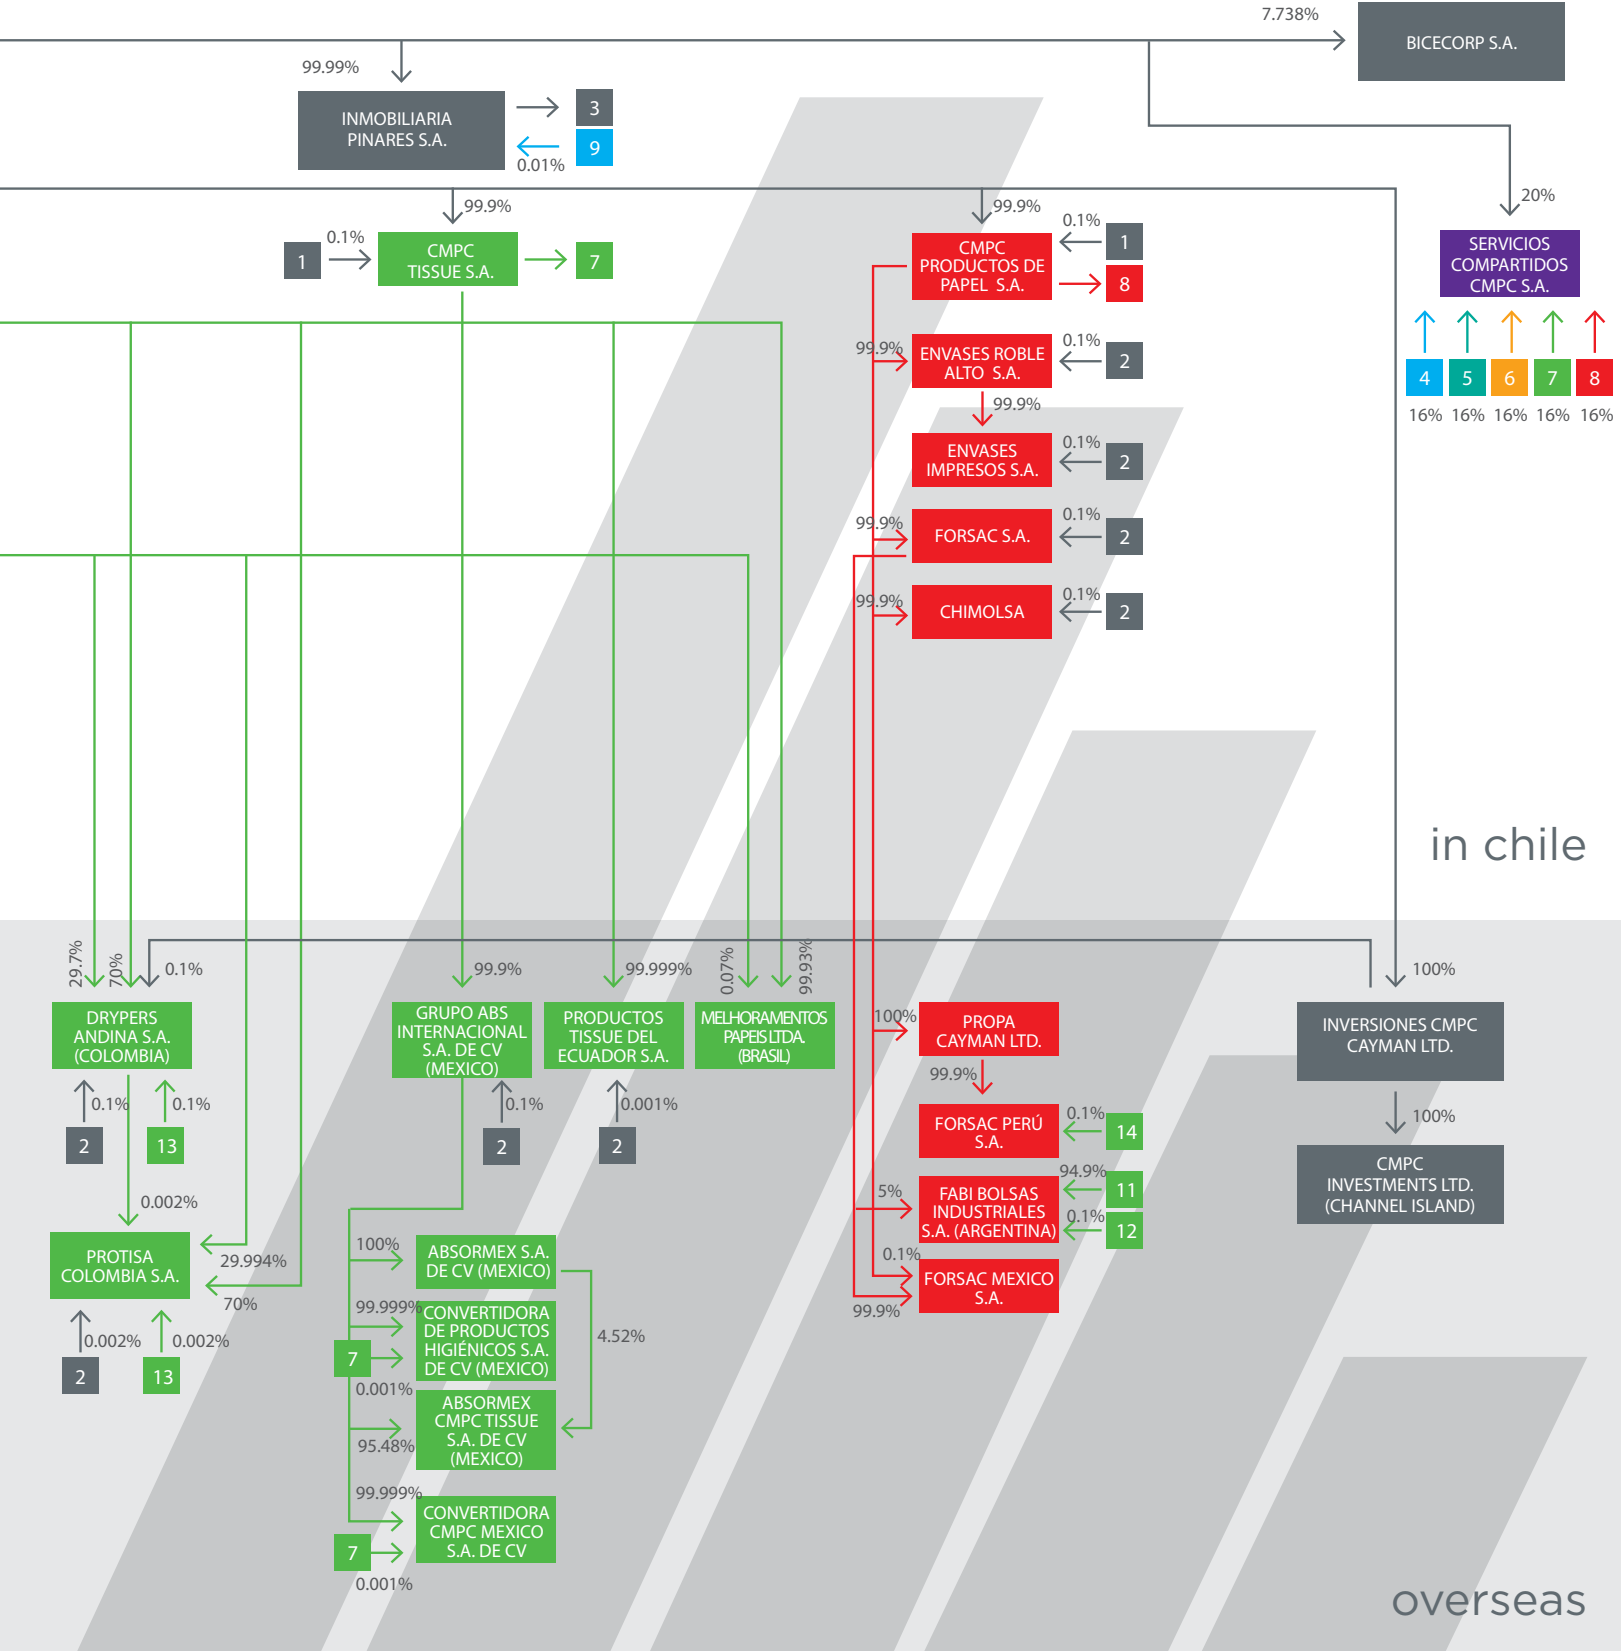 7.738%
BICECORP S.A.
99.99%
INMOBILIARIA
PINARES S.A.
3
9
0.01%
20%
SERVICIOS
COMPARTIDOS
CMPC S.A.
4
5
6
7
8
16%
16%
16%
16%
16%
99.9%
0.1%
1
CMPC
TISSUE S.A.
7
99.9%
0.1%
CMPC
PRODUCTOS DE
PAPEL S.A.
1
8
99.9%
ENVASES ROBLE
ALTO S.A.
0.1%
2
99.9%
ENVASES
IMPRESOS S.A.
0.1%
2
99.9%
FORSAC S.A.
0.1%
2
99.9%
CHIMOLSA
0.1%
2
in chile
29.7%
70%
0.1%
DRYPERS
ANDINA S.A.
(COLOMBIA)
0.1%
0.1%
2
13
0.002%
PROTISA
COLOMBIA S.A.
29.994%
70%
0.002%
0.002%
2
13
99.9%
GRUPO ABS
INTERNACIONAL
S.A. DE CV
(MEXICO)
0.1%
2
99.999%
PRODUCTOS
TISSUE DEL
ECUADOR S.A.
0.001%
2
0.07%
99.93%
MELHORAMENTOS
PAPEIS LTDA.
(BRASIL)
100%
ABSORMEX S.A.
DE CV (MEXICO)
99.999%
CONVERTIDORA
DE PRODUCTOS
HIGIÉNICOS S.A.
DE CV (MEXICO)
7
0.001%
4.52%
ABSORMEX
CMPC TISSUE
S.A. DE CV
(MEXICO)
95.48%
99.999%
CONVERTIDORA
CMPC MEXICO
S.A. DE CV
7
0.001%
100%
PROPA
CAYMAN LTD.
99.9%
FORSAC PERÚ
S.A.
0.1%
14
5%
FABI BOLSAS
INDUSTRIALES
S.A. (ARGENTINA)
94.9%
11
0.1%
12
0.1%
FORSAC MEXICO
S.A.
99.9%
100%
INVERSIONES CMPC
CAYMAN LTD.
100%
CMPC
INVESTMENTS LTD.
(CHANNEL ISLAND)
overseas